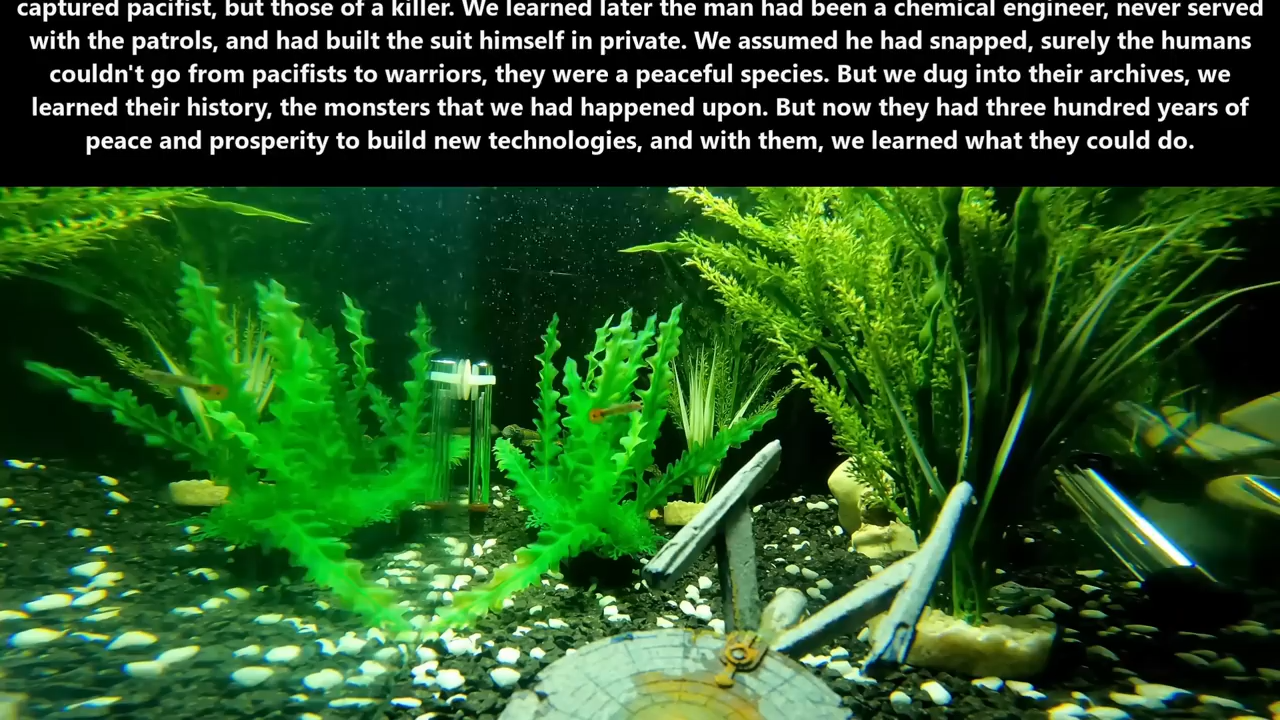 captured pacifist, but those of a killer. We learned later the man had been a chemical engineer, never served
with the patrols, and had built the suit himself in private. We assumed he had snapped, surely the humans
couldn't go from pacifists to warriors, they were a peaceful species. But we dug into their archives, we
learned their history, the monsters that we had happened upon. But now they had three hundred years of
peace and prosperity to build new technologies, and with them, we learned what they could do.